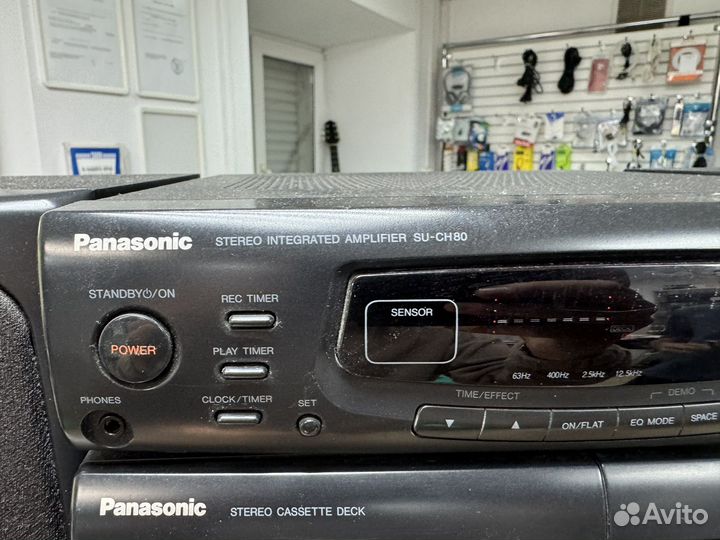 Panasonic STEREO INTEGRATED AMPLIFIER SU-CH80
STANDBY⏻/ON
POWER
PHONES
REC TIMER
PLAY TIMER
CLOCK/TIMER
SET
SENSOR
63Hz 400Hz 2.5kHz 12.5kHz
TIME/EFFECT
DEMO
▼ ▲ ON/FLAT EQ MODE SPACE
Panasonic STEREO CASSETTE DECK
Avito